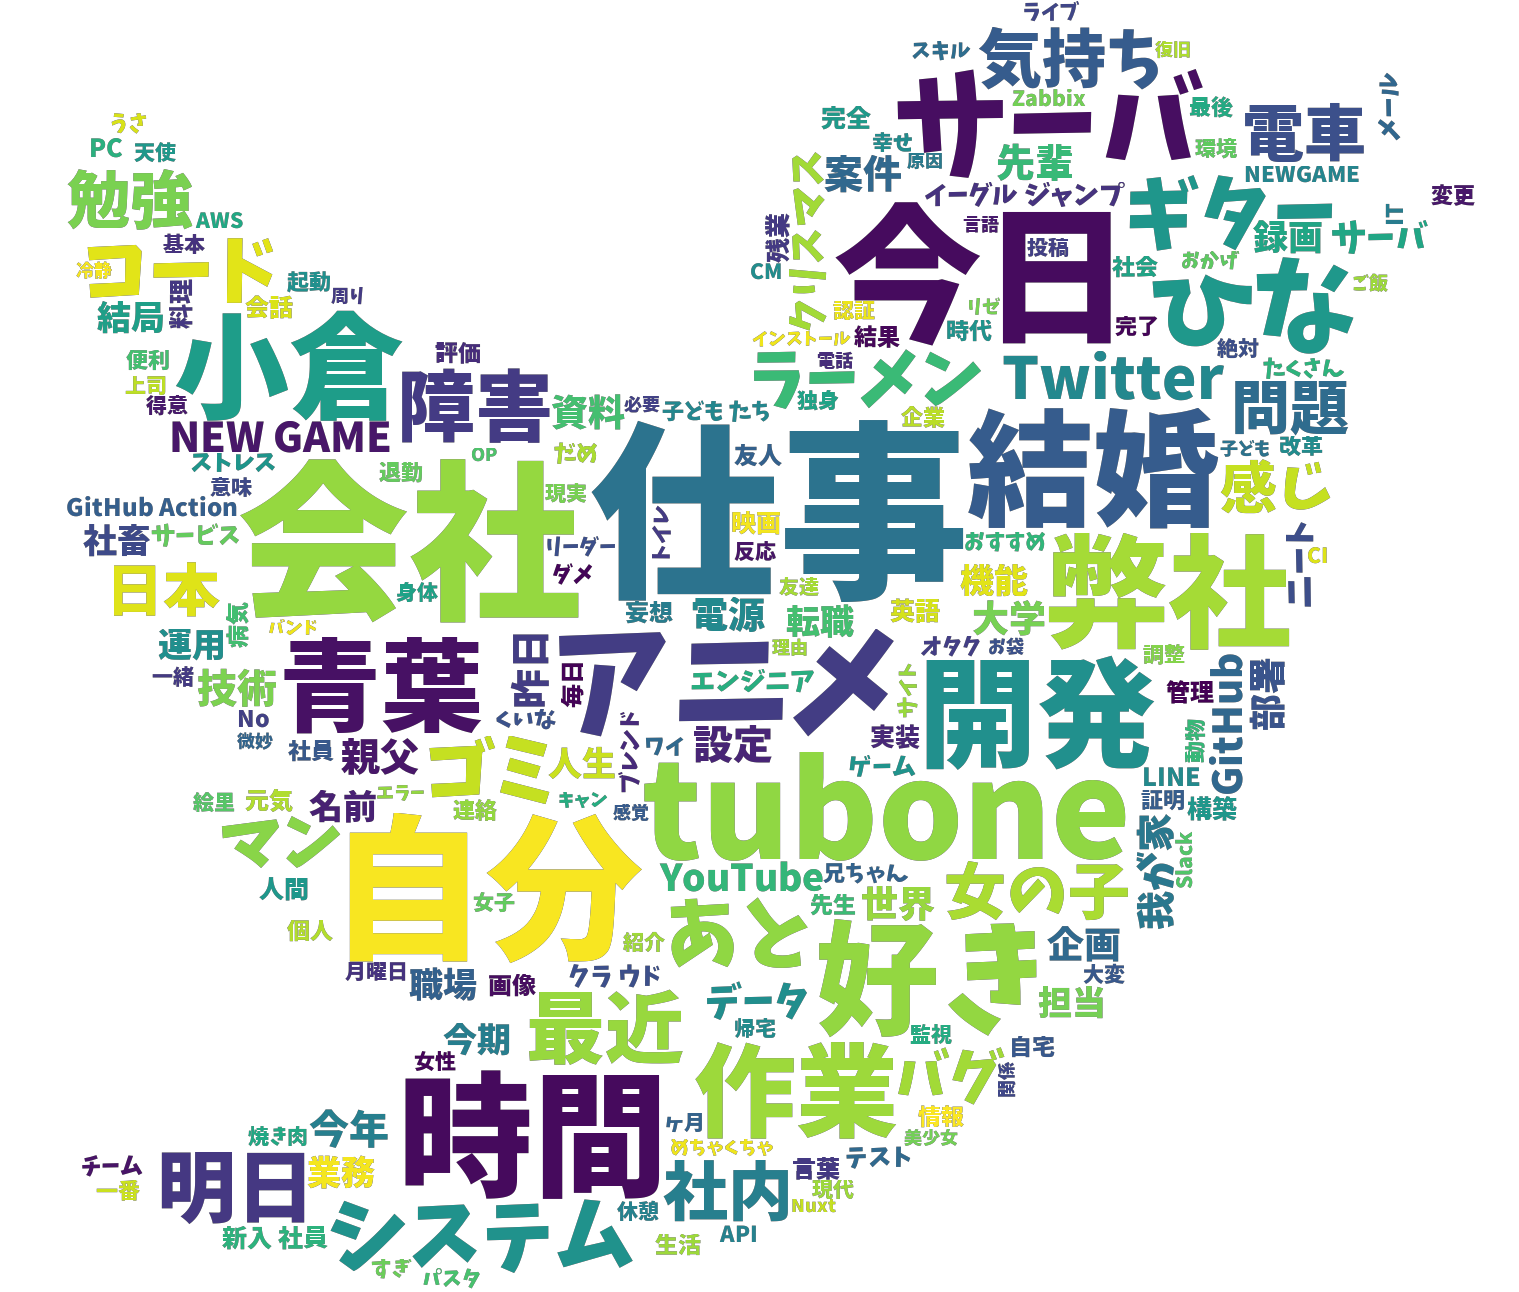 ライブ
スキル
気持ち
復旧
サーバ
Zabbix
最後
メール
うさ
PC
天使
完全
幸せ
原因
先輩
環境
電車
NEWGAME
勉強
AWS
案件
クリスマス
イーグル ジャンプ
ギター
変更
IT
基本
残業
言語
今日
投稿
録画
サーバ
コード
冷静
料理
起動
周り
CM
社会
おかげ
ひな
ご飯
結局
会話
認証
リゼ
時代
完了
小倉
評価
インストール
結果
絶対
便利
上司
得意
障害
電話
ラーメン
Twitter
たくさん
問題
資料
必要
子ども たち
独身
企業
NEW GAME
結婚
子ども
改革
ストレス
意味
退勤
OP
だめ
仕事
友人
感じ
GitHub Action
会社
現実
映画
社畜
サービス
リーダー
トイレ
反応
おすすめ
弊社
ニート
CI
日本
身体
ダメ
機能
病気
妄想
電源
友達
転職
英語
大学
運用
バンド
青葉
昨日
アニメ
理由
オタク
お袋
調整
一緒
技術
毎日
エンジニア
サイト
開発
管理
GitHub
部署
No
微妙
くいな
社員
親父
ゴミ
人生
ブレンド
ワイ
設定
実装
動物
ゲーム
LINE
絵里
元気
名前
エラー
連絡
キャン
感覚
tubone
証明
構築
マン
自分
我が家
Slack
人間
女子
YouTube
兄ちゃん
女の子
個人
紹介
あと
先生
世界
好き
企画
月曜日
職場
画像
クラ ウド
大変
最近
データ
担当
今期
帰宅
監視
自宅
女性
時間
作業
バグ
関係
焼き肉
今年
ケ月
情報
チーム
一番
明日
業務
めちゃくちゃ
美少女
社内
言葉
テスト
現代
Nuxt
新入 社員
システム
休憩
API
生活
すぎ
パスタ